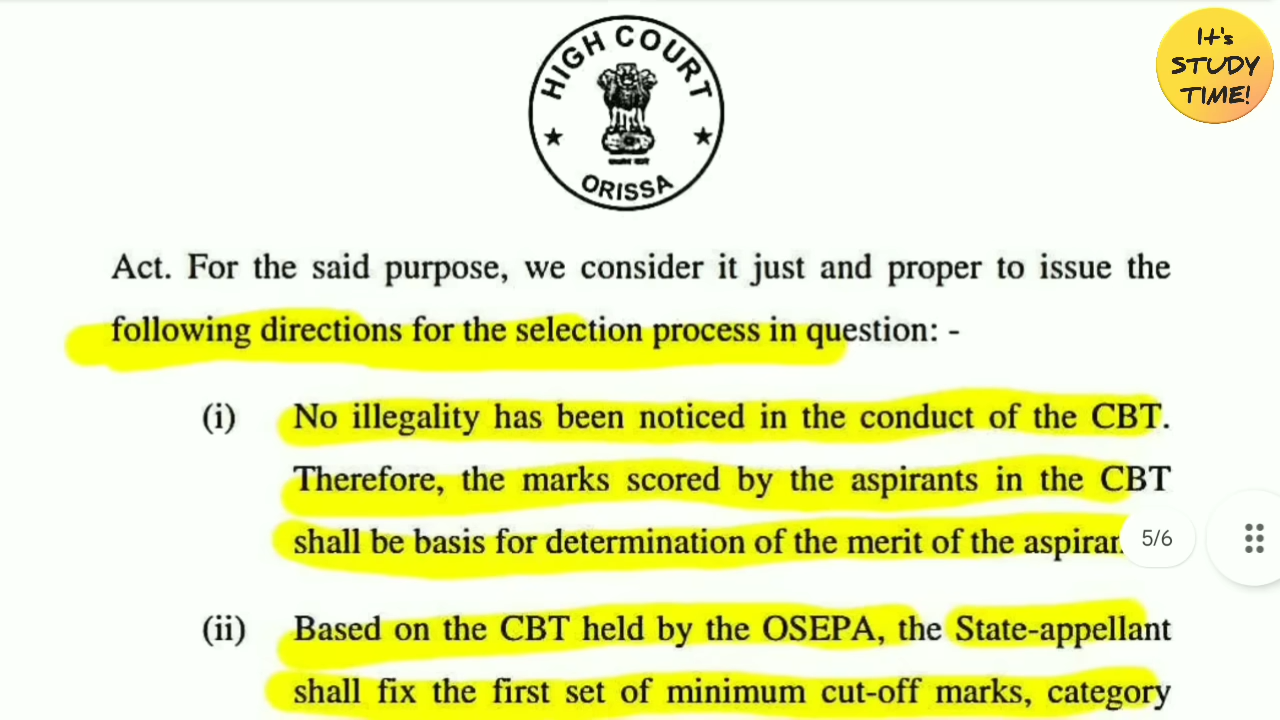 HIGH COURT
ORISSA
It's
STUDY
TIME!
Act. For the said purpose, we consider it just and proper to issue the
following directions for the selection process in question: -
(i) No illegality has been noticed in the conduct of the CBT.
Therefore, the marks scored by the aspirants in the CBT
shall be basis for determination of the merit of the
5/6
(ii) Based on the CBT held by the OSEPA, the State-appellant
shall fix the first set of minimum cut-off marks, category